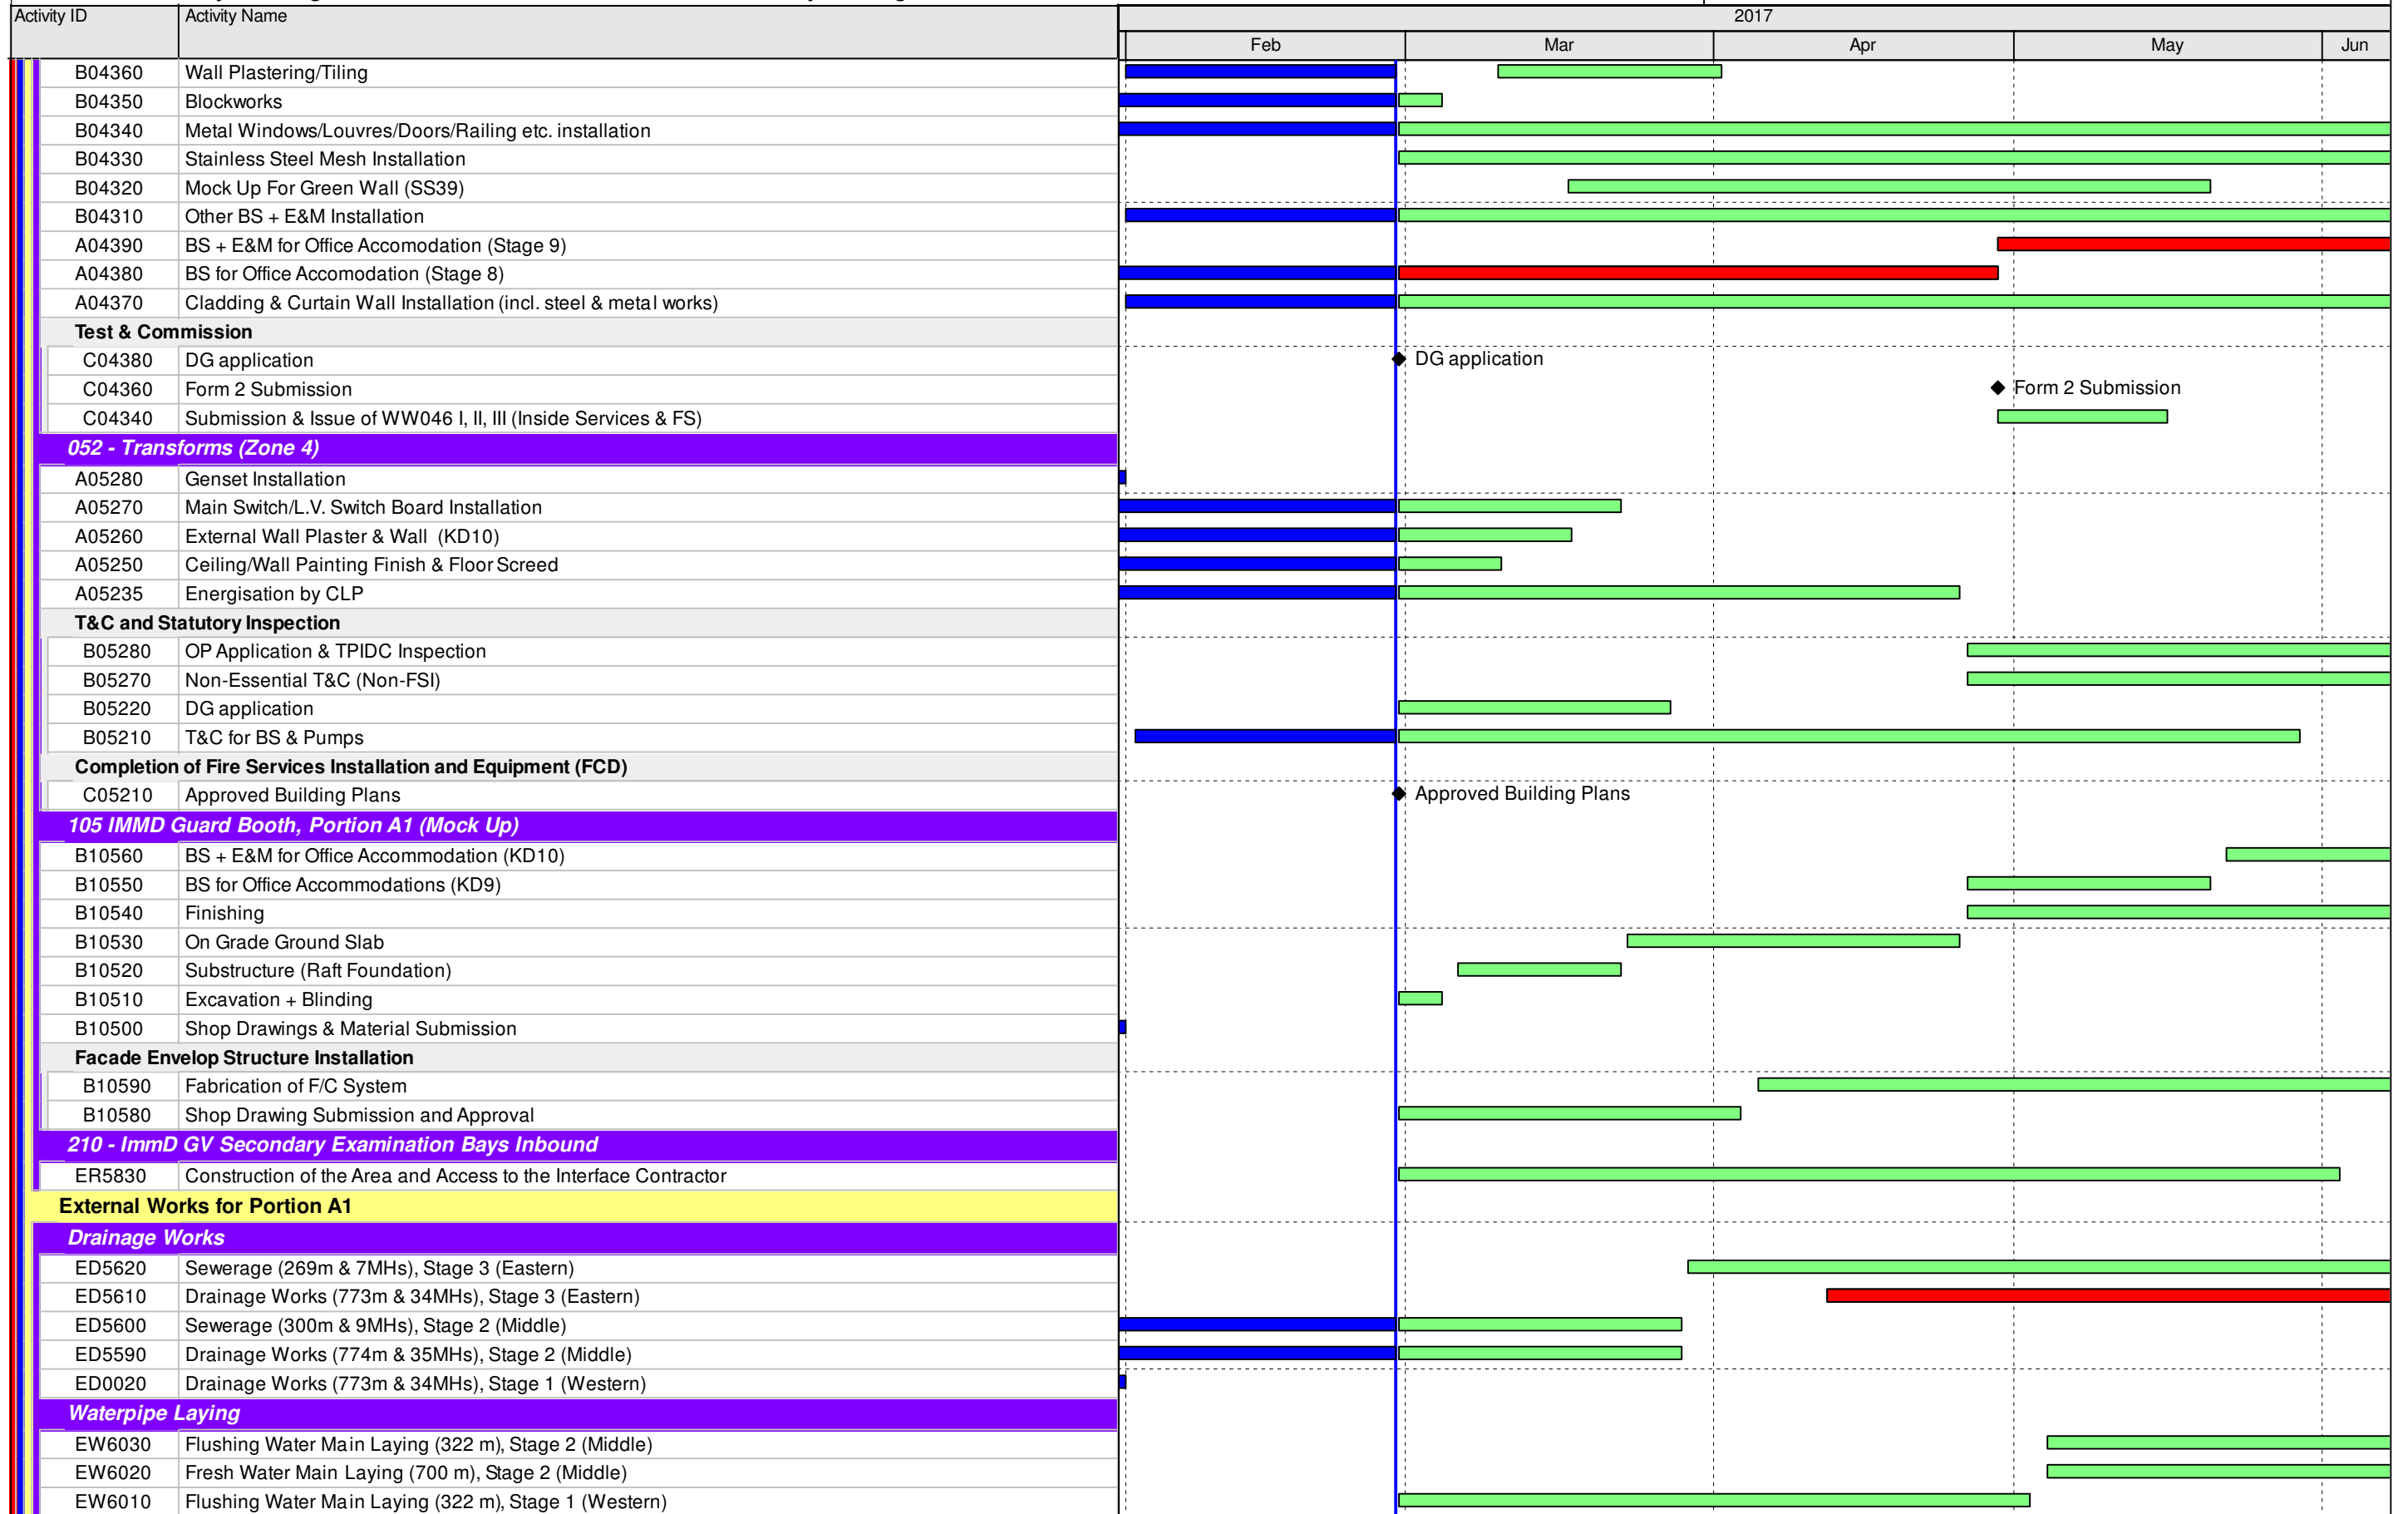 2017
Activity ID Activity Name
Feb Mar Apr May Jun
B04360 Wall Plastering/Tiling
B04350 Blockworks
B04340 Metal Windows/Louvres/Doors/Railing etc. installation
B04330 Stainless Steel Mesh Installation
B04320 Mock Up For Green Wall (SS39)
B04310 Other BS + E&M Installation
A04390 BS + E&M for Office Accomodation (Stage 9)
A04380 BS for Office Accomodation (Stage 8)
A04370 Cladding & Curtain Wall Installation (incl. steel & metal works)
Test & Commission
C04380 DG application DG application
C04360 Form 2 Submission Form 2 Submission
C04340 Submission & Issue of WW046 I, II, III (Inside Services & FS)
052 - Transforms (Zone 4)
A05280 Genset Installation
A05270 Main Switch/L.V. Switch Board Installation
A05260 External Wall Plaster & Wall (KD10)
A05250 Ceiling/Wall Painting Finish & Floor Screed
A05235 Energisation by CLP
T&C and Statutory Inspection
B05280 OP Application & TPIDC Inspection
B05270 Non-Essential T&C (Non-FSI)
B05220 DG application
B05210 T&C for BS & Pumps
Completion of Fire Services Installation and Equipment (FCD)
C05210 Approved Building Plans Approved Building Plans
105 IMMD Guard Booth, Portion A1 (Mock Up)
B10560 BS + E&M for Office Accommodation (KD10)
B10550 BS for Office Accommodations (KD9)
B10540 Finishing
B10530 On Grade Ground Slab
B10520 Substructure (Raft Foundation)
B10510 Excavation + Blinding
B10500 Shop Drawings & Material Submission
Facade Envelop Structure Installation
B10590 Fabrication of F/C System
B10580 Shop Drawing Submission and Approval
210 - ImmD GV Secondary Examination Bays Inbound
ER5830 Construction of the Area and Access to the Interface Contractor
External Works for Portion A1
Drainage Works
ED5620 Sewerage (269m & 7MHs), Stage 3 (Eastern)
ED5610 Drainage Works (773m & 34MHs), Stage 3 (Eastern)
ED5600 Sewerage (300m & 9MHs), Stage 2 (Middle)
ED5590 Drainage Works (774m & 35MHs), Stage 2 (Middle)
ED0020 Drainage Works (773m & 34MHs), Stage 1 (Western)
Waterpipe Laying
EW6030 Flushing Water Main Laying (322 m), Stage 2 (Middle)
EW6020 Fresh Water Main Laying (700 m), Stage 2 (Middle)
EW6010 Flushing Water Main Laying (322 m), Stage 1 (Western)